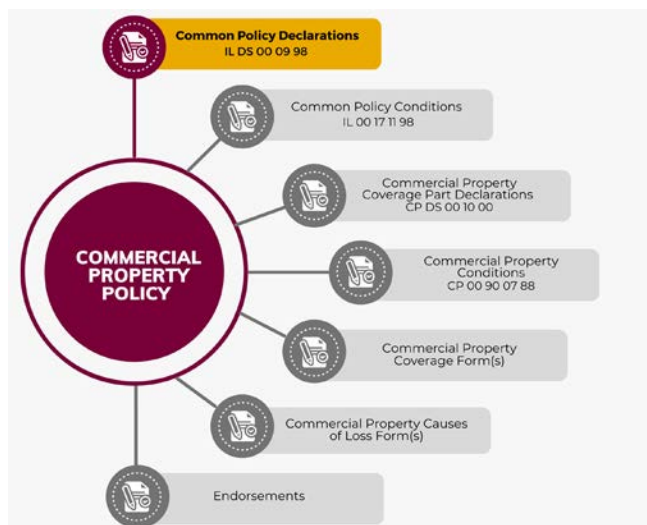 Common Policy Declarations
IL DS 00 09 98
Common Policy Conditions
IL 00 17 11 98
Commercial Property
Coverage Part Declarations
CP DS 00 10 00
COMMERCIAL
PROPERTY
POLICY
Commercial Property
Conditions
CP 00 90 07 88
Commercial Property
Coverage Form(s)
Commercial Property Causes
of Loss Form(s)
Endorsements